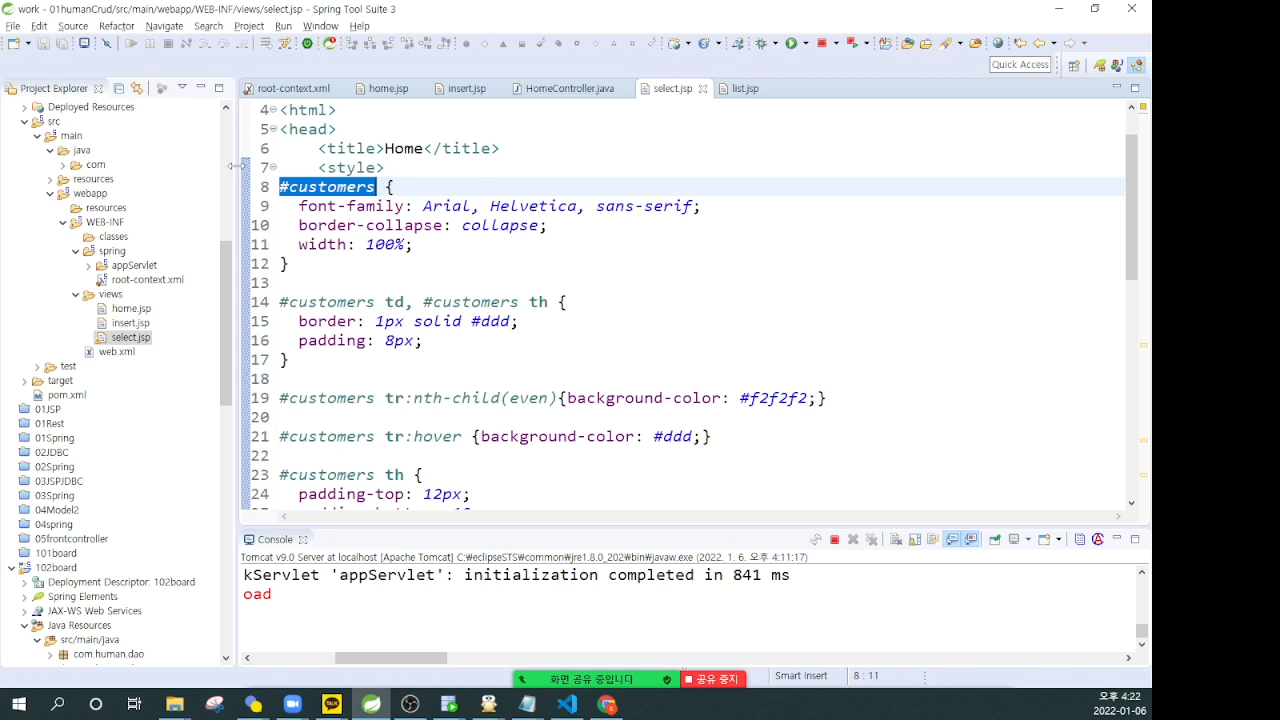 work - 01humanCrud/src/main/webapp/WEB-INF/views/select.jsp - Spring Tool Suite 3
File Edit Source Refactor Navigate Search Project Run Window Help
Quick Access
Project Explorer
Deployed Resources
src
main
java
com
resources
webapp
resources
WEB-INF
classes
spring
appServlet
root-context.xml
views
home.jsp
insert.jsp
select.jsp
web.xml
test
target
pom.xml
01JSP
01Rest
01Spring
02JDBC
02Spring
03JSPJDBC
03Spring
04Model2
04spring
05frontcontroller
101board
102board
Deployment Descriptor: 102board
Spring Elements
JAX-WS Web Services
Java Resources
src/main/java
com.human.dao
root-context.xml home.jsp insert.jsp HomeController.java select.jsp list.jsp
4 <html>
5 <head>
6 <title>Home</title>
7 <style>
8 #customers {
9 font-family: Arial, Helvetica, sans-serif;
10 border-collapse: collapse;
11 width: 100%;
12 }
13
14 #customers td, #customers th {
15 border: 1px solid #ddd;
16 padding: 8px;
17 }
18
19 #customers tr:nth-child(even){background-color: #f2f2f2;}
20
21 #customers tr:hover {background-color: #ddd;}
22
23 #customers th {
24 padding-top: 12px;
Console
Tomcat v9.0 Server at localhost [Apache Tomcat] C:₩eclipseSTS₩common₩jre1.8.0_202₩bin₩javaw.exe (2022. 1. 6. 오후 4:11:17)
kServlet 'appServlet': initialization completed in 841 ms
oad
화면 공유 중입니다 공유 중지
Smart Insert 8 : 11
TALK
오후 4:22
2022-01-06